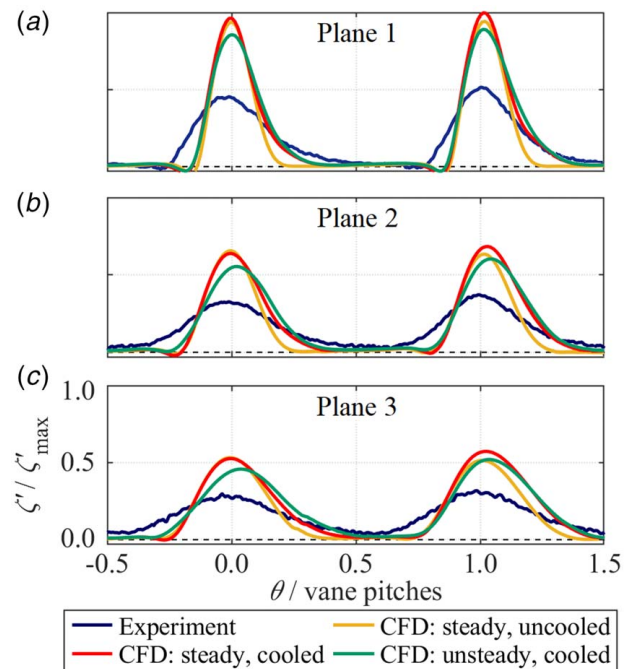 (a)
Plane 1
(b)
Plane 2
(c)
Plane 3
1.0
0.5
0.0
ζ' / ζ'max
-0.5 0.0 0.5 1.0 1.5
θ / vane pitches
Experiment CFD: steady, uncooled
CFD: steady, cooled CFD: unsteady, cooled